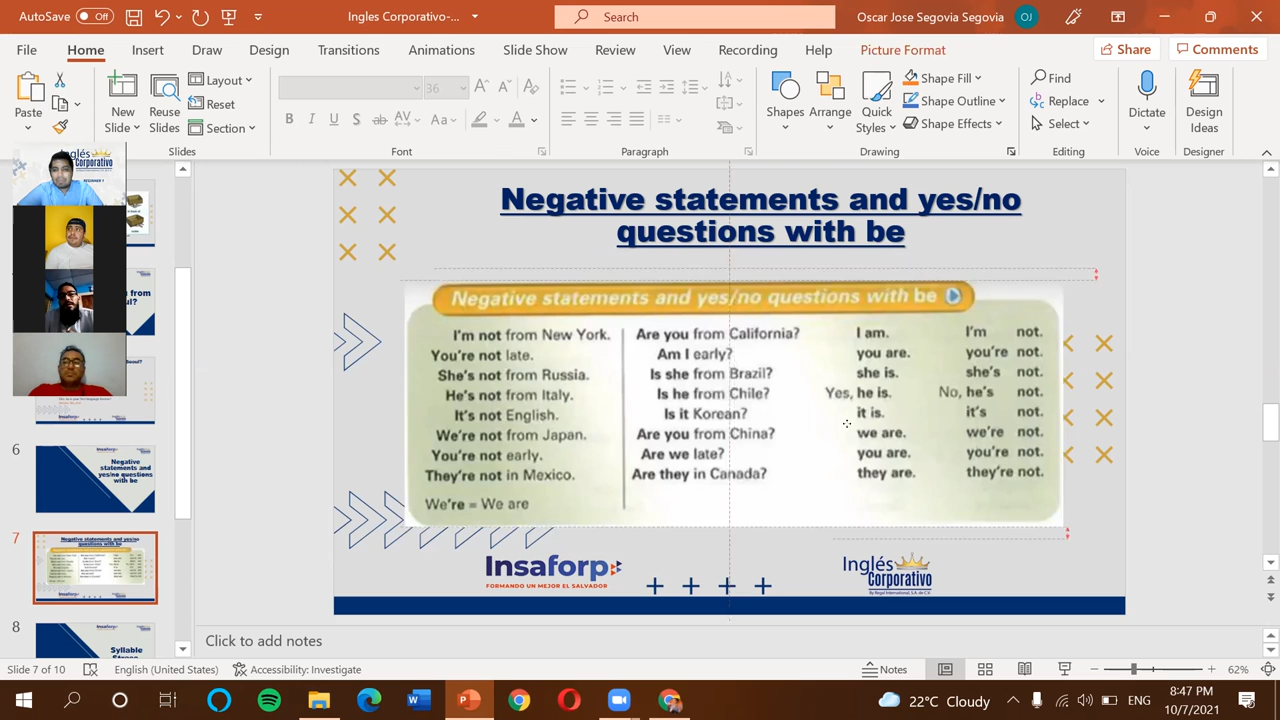 AutoSave Off Ingles Corporativo-... Search Oscar Jose Segovia Segovia OJ
File Home Insert Draw Design Transitions Animations Slide Show Review View Recording Help Picture Format Share Comments
Paste New Slide Reuse Slides Layout Reset Section
Shapes Arrange Quick Styles Shape Fill Shape Outline Shape Effects
Find Replace Select Dictate Design Ideas
Slides Font Paragraph Drawing Editing Voice Designer
Inglés
Corporativo
BEGINNER 1
6
Negative
statements and
yes/no questions
with be
7
8
Syllable
Stress
Negative statements and yes/no
questions with be
Negative statements and yes/no questions with be
I'm not from New York. Are you from California? I am. I'm not.
You're not late. Am I early? you are. you're not.
She's not from Russia. Is she from Brazil? she is. she's not.
He's not from Italy. Is he from Chile? Yes, he is. No, he's not.
It's not English. Is it Korean? it is. it's not.
We're not from Japan. Are you from China? we are. we're not.
You're not early. Are we late? you are. you're not.
They're not in Mexico. Are they in Canada? they are. they're not.
We're = We are
Insaforp
FORMANDO UN MEJOR EL SALVADOR
Inglés
Corporativo
By Regal International, S.A. de C.V.
Click to add notes
Slide 7 of 10 English (United States) Accessibility: Investigate Notes 62%
22°C Cloudy ENG 8:47 PM
10/7/2021